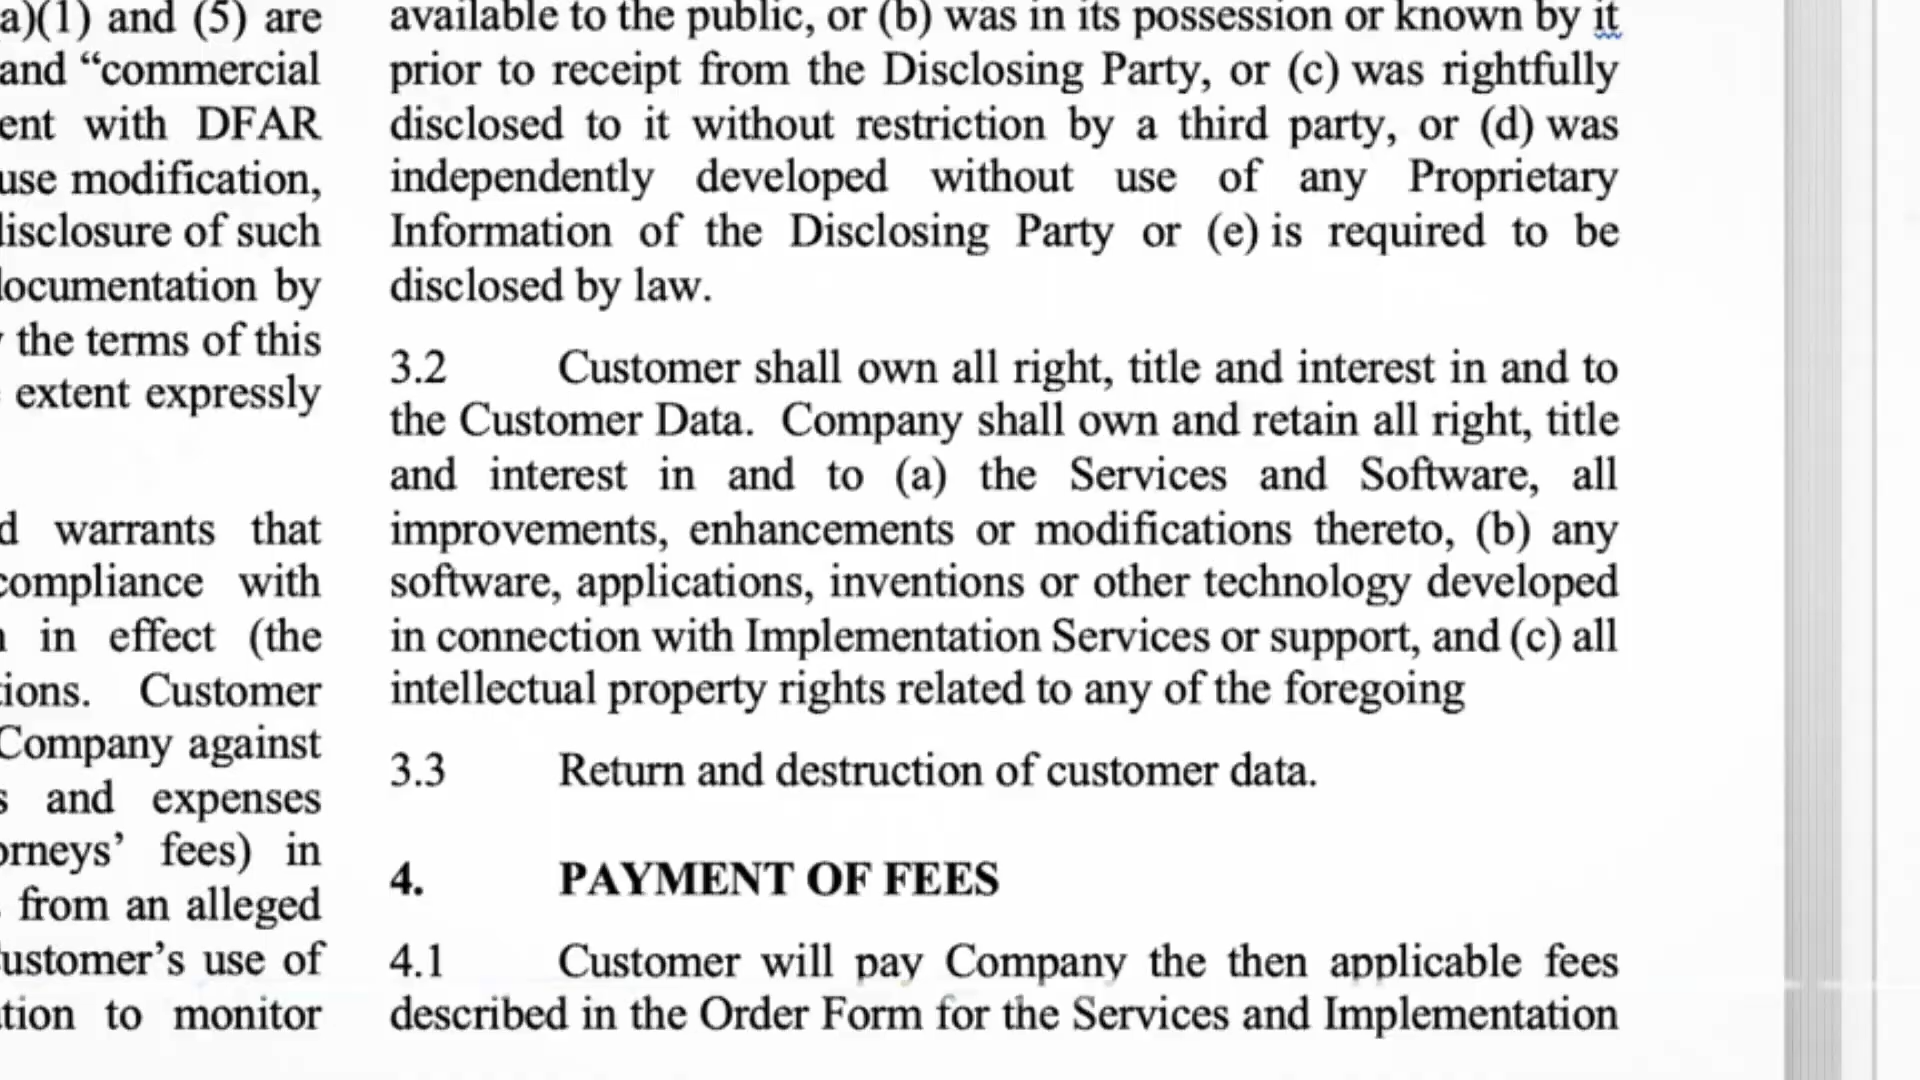 a)(1) and (5) are
and “commercial
ent with DFAR
use modification,
disclosure of such
documentation by
the terms of this
extent expressly
d warrants that
compliance with
in effect (the
tions. Customer
Company against
s and expenses
orneys’ fees) in
from an alleged
ustomer’s use of
tion to monitor
available to the public, or (b) was in its possession or known by it
prior to receipt from the Disclosing Party, or (c) was rightfully
disclosed to it without restriction by a third party, or (d) was
independently developed without use of any Proprietary
Information of the Disclosing Party or (e) is required to be
disclosed by law.
3.2 Customer shall own all right, title and interest in and to
the Customer Data. Company shall own and retain all right, title
and interest in and to (a) the Services and Software, all
improvements, enhancements or modifications thereto, (b) any
software, applications, inventions or other technology developed
in connection with Implementation Services or support, and (c) all
intellectual property rights related to any of the foregoing
3.3 Return and destruction of customer data.
4. PAYMENT OF FEES
4.1 Customer will pay Company the then applicable fees
described in the Order Form for the Services and Implementation